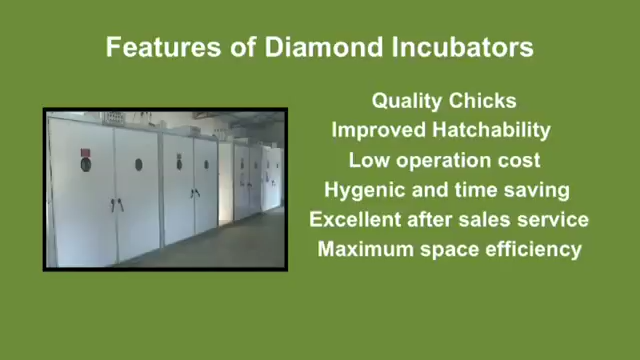 Features of Diamond Incubators
Quality Chicks
Improved Hatchability
Low operation cost
Hygenic and time saving
Excellent after sales service
Maximum space efficiency